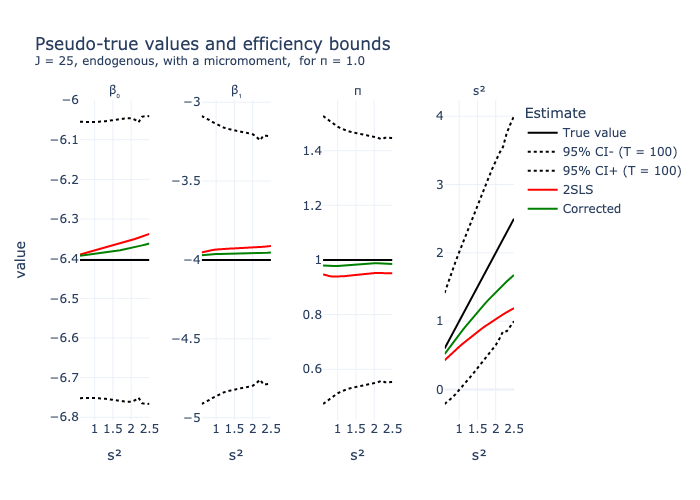 Pseudo-true values and efficiency bounds
J = 25, endogenous, with a micromoment,  for π = 1.0
β₀
β₁
π
s²
−6
−6.1
−6.2
−6.3
−6.4
−6.5
−6.6
−6.7
−6.8
−3
−3.5
−4
−4.5
−5
1.4
1.2
1
0.8
0.6
4
3
2
1
0
value
1 1.5 2 2.5
1 1.5 2 2.5
1 1.5 2 2.5
1 1.5 2 2.5
s²
s²
s²
s²
Estimate
True value
95% CI- (T = 100)
95% CI+ (T = 100)
2SLS
Corrected